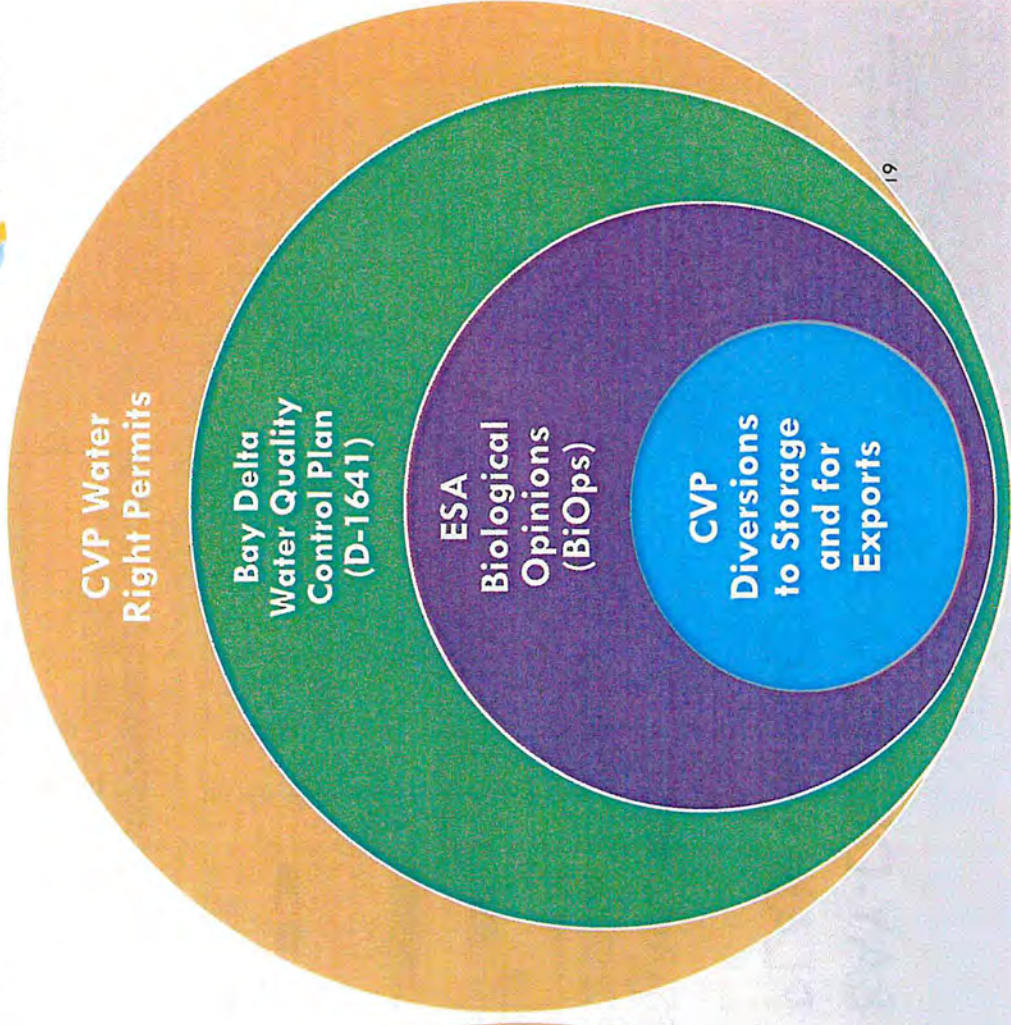 CVP Water
Right Permits
Bay Delta
Water Quality
Control Plan
(D-1641)
ESA
Biological
Opinions
(BiOps)
CVP
Diversions
to Storage
and for
Exports
19